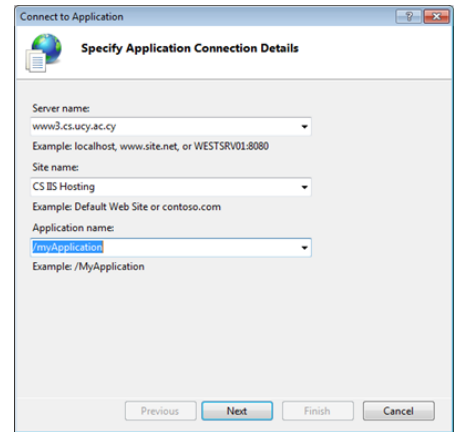 Connect to Application
Specify Application Connection Details
Server name:
www3.cs.ucy.ac.cy
Example: localhost, www.site.net, or WESTSRV01:8080
Site name:
CS IIS Hosting
Example: Default Web Site or contoso.com
Application name:
/myApplication
Example: /MyApplication
Previous Next Finish Cancel